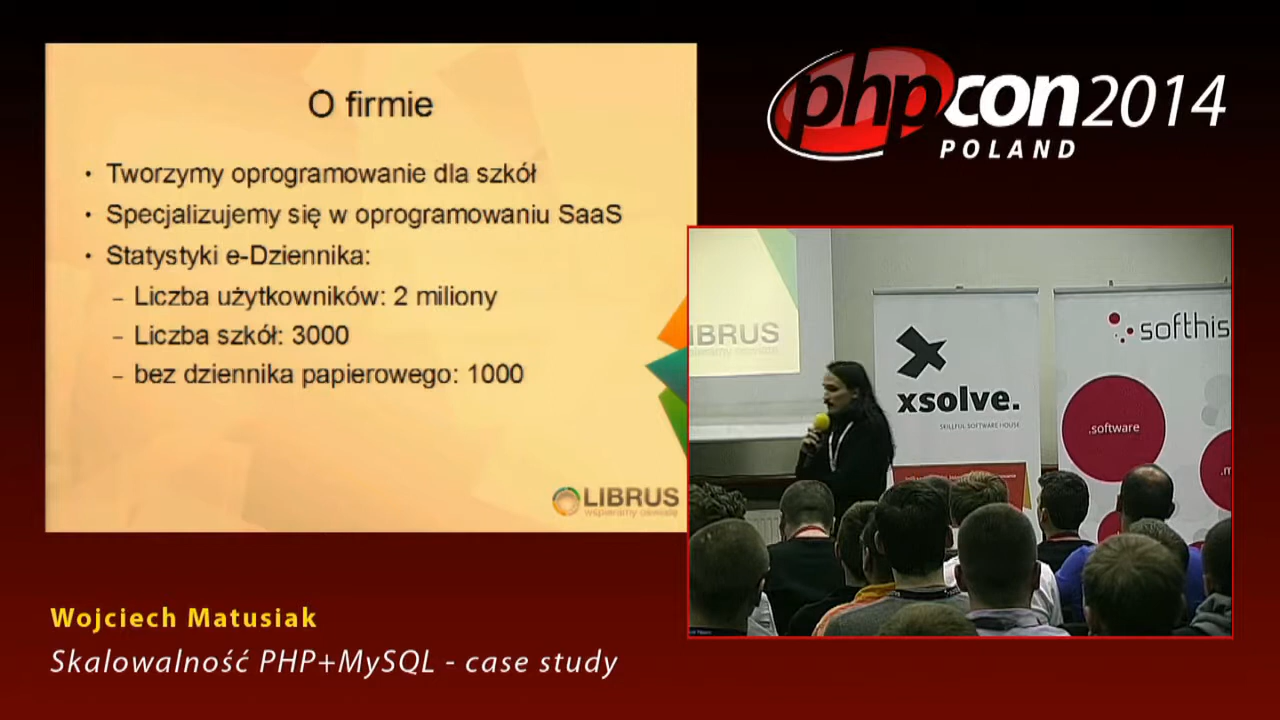 O firmie
• Tworzymy oprogramowanie dla szkół
• Specjalizujemy się w oprogramowaniu SaaS
• Statystyki e-Dziennika:
– Liczba użytkowników: 2 miliony
– Liczba szkół: 3000
– bez dziennika papierowego: 1000
LIBRUS
wspieramy oświatę
phpcon2014
POLAND
IBRUS
xsolve.
SKILLFUL SOFTWARE HOUSE
softhis
.software
.m
Wojciech Matusiak
Skalowalność PHP+MySQL - case study